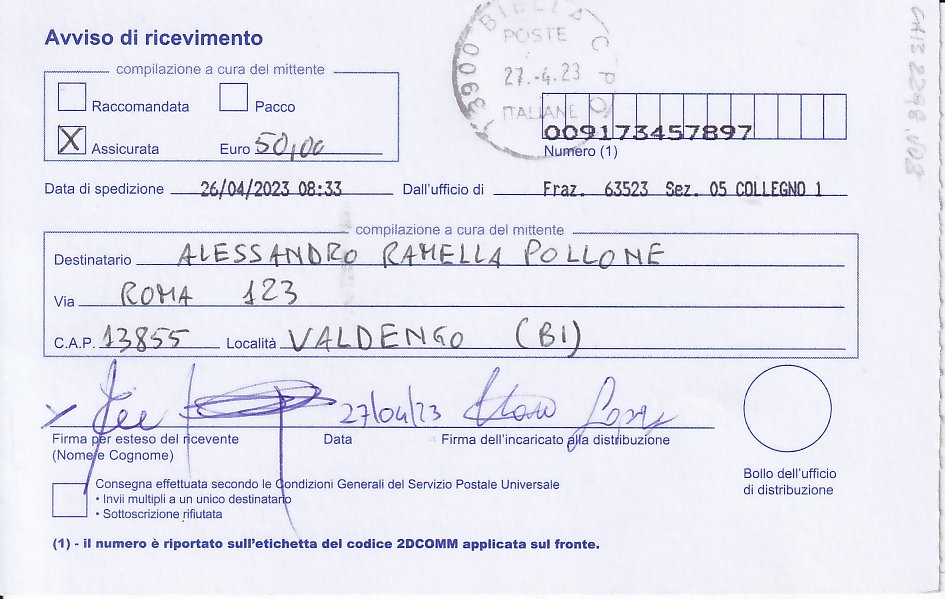 Avviso di ricevimento
compilazione a cura del mittente
Raccomandata Pacco
X Assicurata Euro 50,00
13900 BIELLA C P O
POSTE
27.-4.23
ITALIANE
009173457897
Numero (1)
Data di spedizione 26/04/2023 08:33 Dall'ufficio di Fraz. 63523 Sez. 05 COLLEGNO 1
compilazione a cura del mittente
Destinatario ALESSANDRO RAMELLA POLLONE
Via ROMA 123
C.A.P. 13855 Località VALDENGO (BI)
27/04/23
Firma per esteso del ricevente Data Firma dell'incaricato alla distribuzione
(Nome e Cognome)
Bollo dell'ufficio
di distribuzione
Consegna effettuata secondo le Condizioni Generali del Servizio Postale Universale
• Invii multipli a un unico destinatario
• Sottoscrizione rifiutata
(1) - il numero è riportato sull'etichetta del codice 2DCOMM applicata sul fronte.